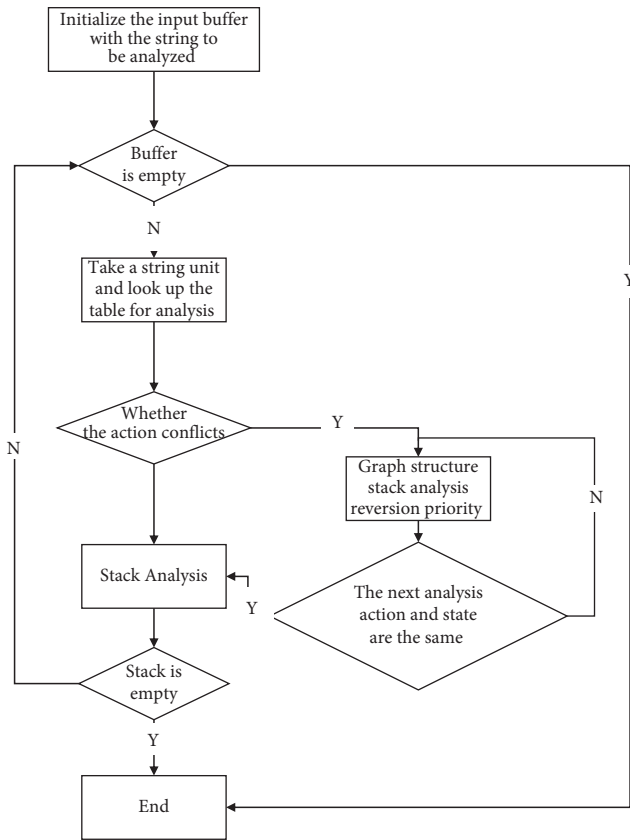 Initialize the input buffer
with the string to
be analyzed
Buffer
is empty
N
Y
Take a string unit
and look up the
table for analysis
Whether
the action conflicts
Y
N
Graph structure
stack analysis
reversion priority
N
Stack Analysis
Y
The next analysis
action and state
are the same
Stack is
empty
Y
End